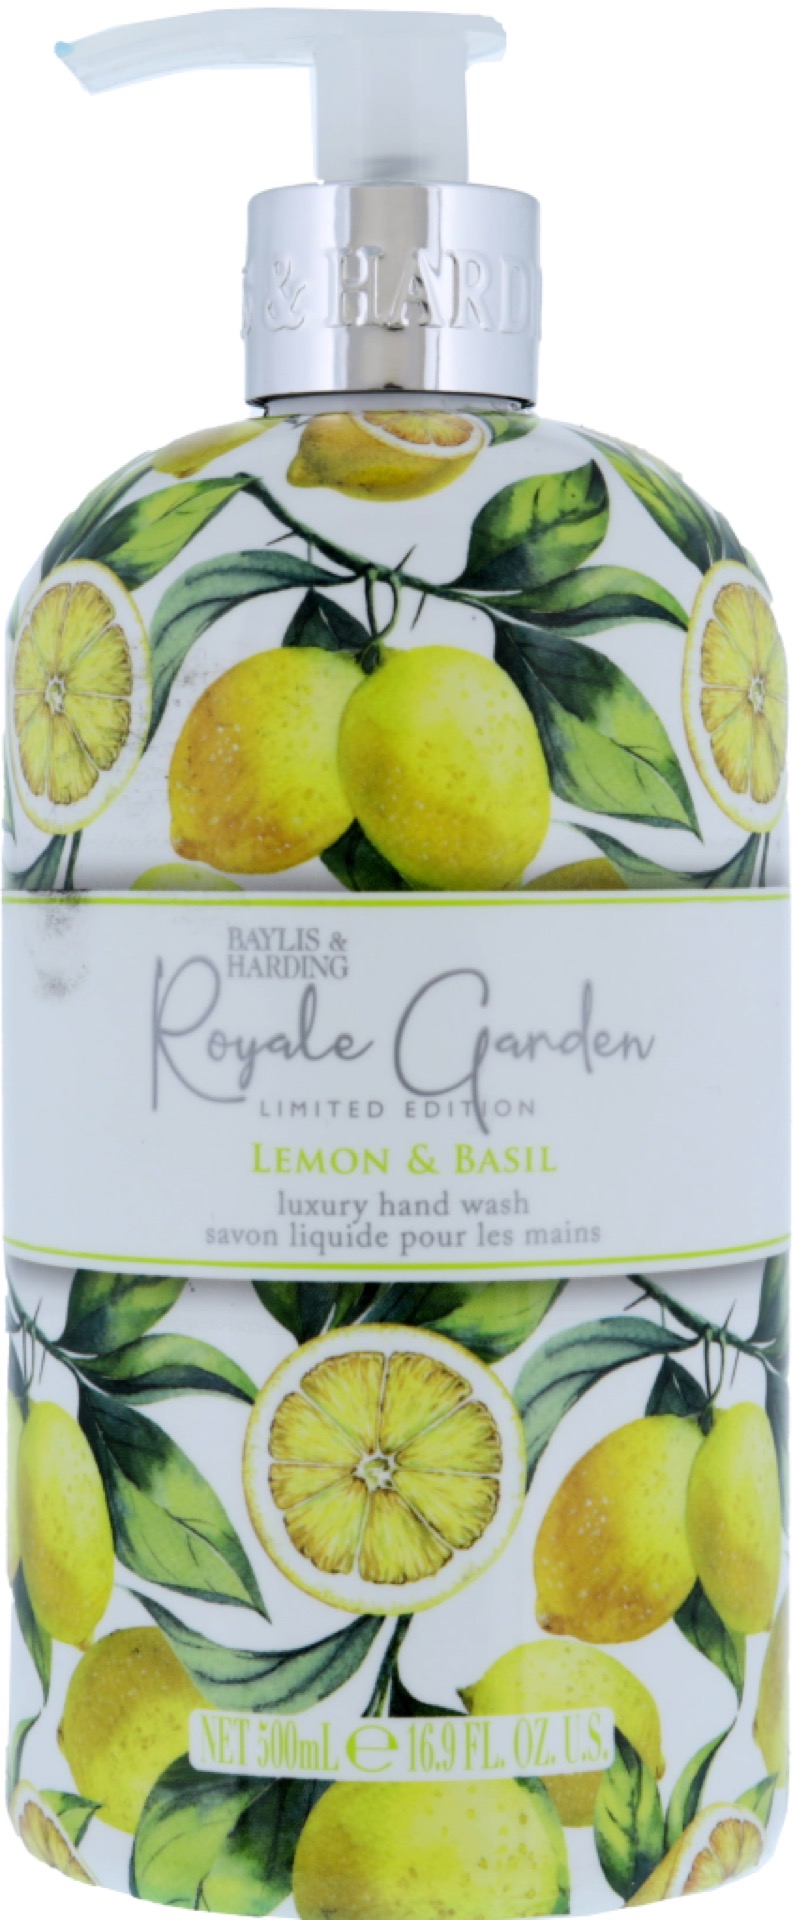 & HARD
BAYLIS &
HARDING
Royale Garden
LIMITED EDITION
LEMON & BASIL
luxury hand wash
savon liquide pour les mains
NET 500mL ℮ 16.9 FL. OZ. U.S.